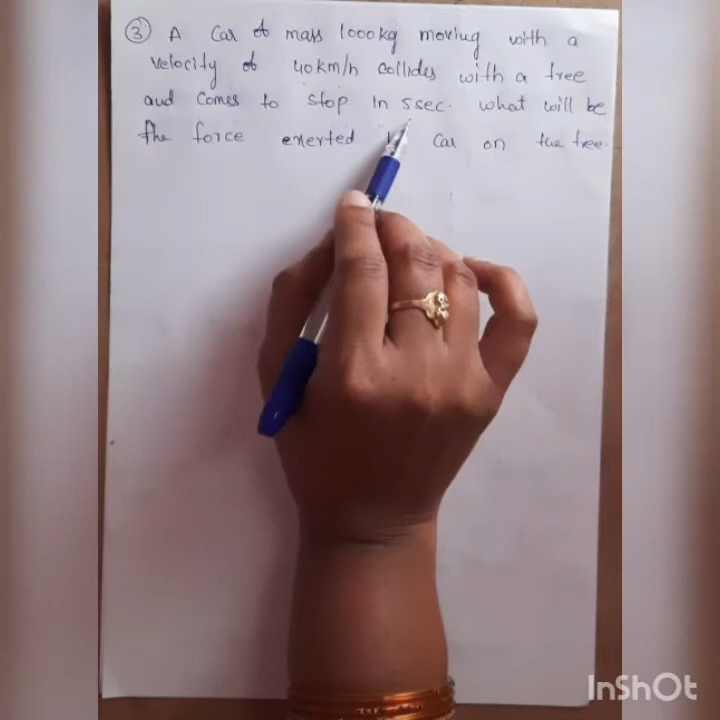 ③ A car of mass 1000kg moving with a
velocity of 40km/h collides with a tree
and comes to stop in 5sec. what will be
the force exerted car on the tree.
InShOt